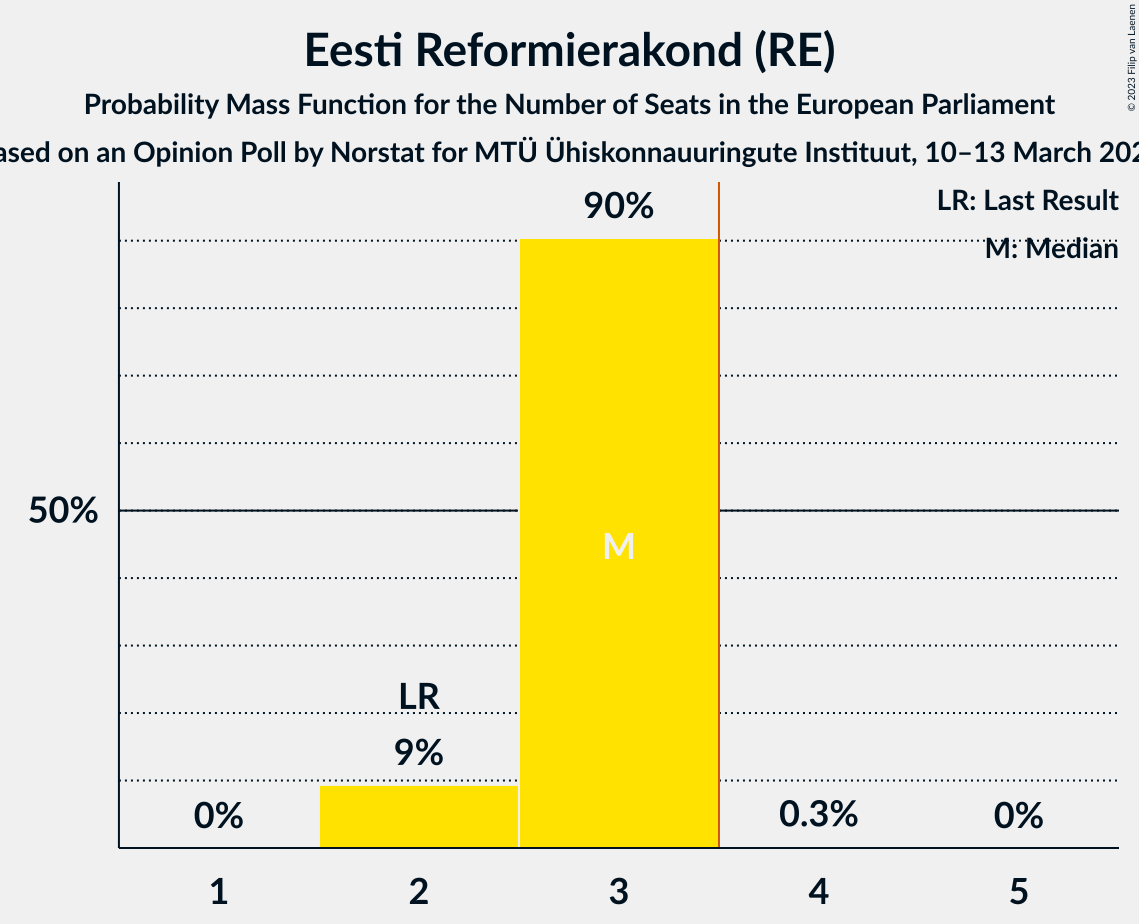 Eesti Reformierakond (RE)
Probability Mass Function for the Number of Seats in the European Parliament
on an Opinion Poll by Norstat for MTÜ Ühiskonnauuringute Instituut, 10–13 March
© 2023 Filip van Laenen
LR: Last Result
M: Median
90%
50%
M
LR
9%
0%
0.3%
0%
1 2 3 4 5